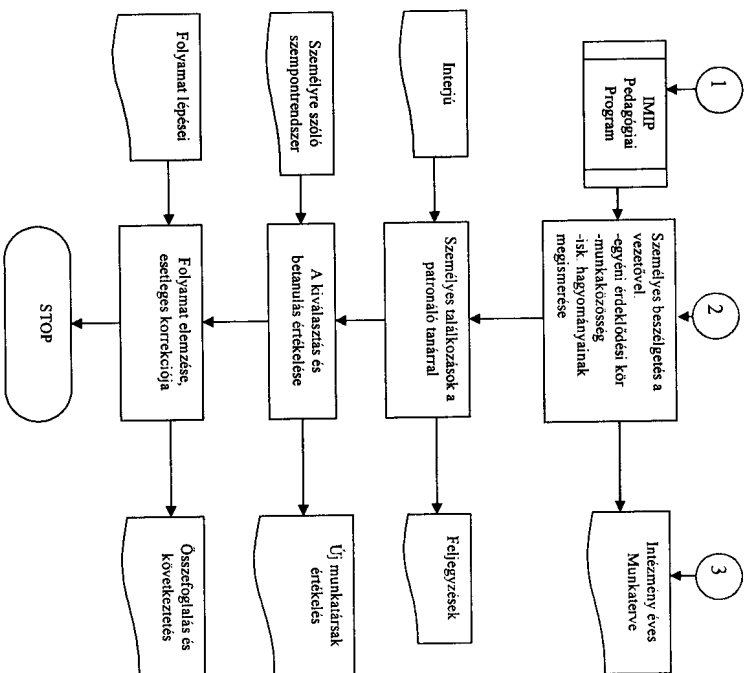 1
2
3
IMIP
Pedagógiai
Program
Személyes beszélgetés a
vezetővel.
-egyéni érdeklődési kör
-munkaközösség
-isk. hagyományainak
megismerése
Intézmény éves
Munkaterve
Interjú
Személyes találkozások a
patronáló tanárral
Feljegyzések
Személyre szóló
szempontrendszer
A kiválasztás és
betanulás értékelése
Új munkatársak
értékelés
Folyamat lépései
Folyamat elemzése,
esetleges korrekciója
Összefoglalás és
következtetés
STOP